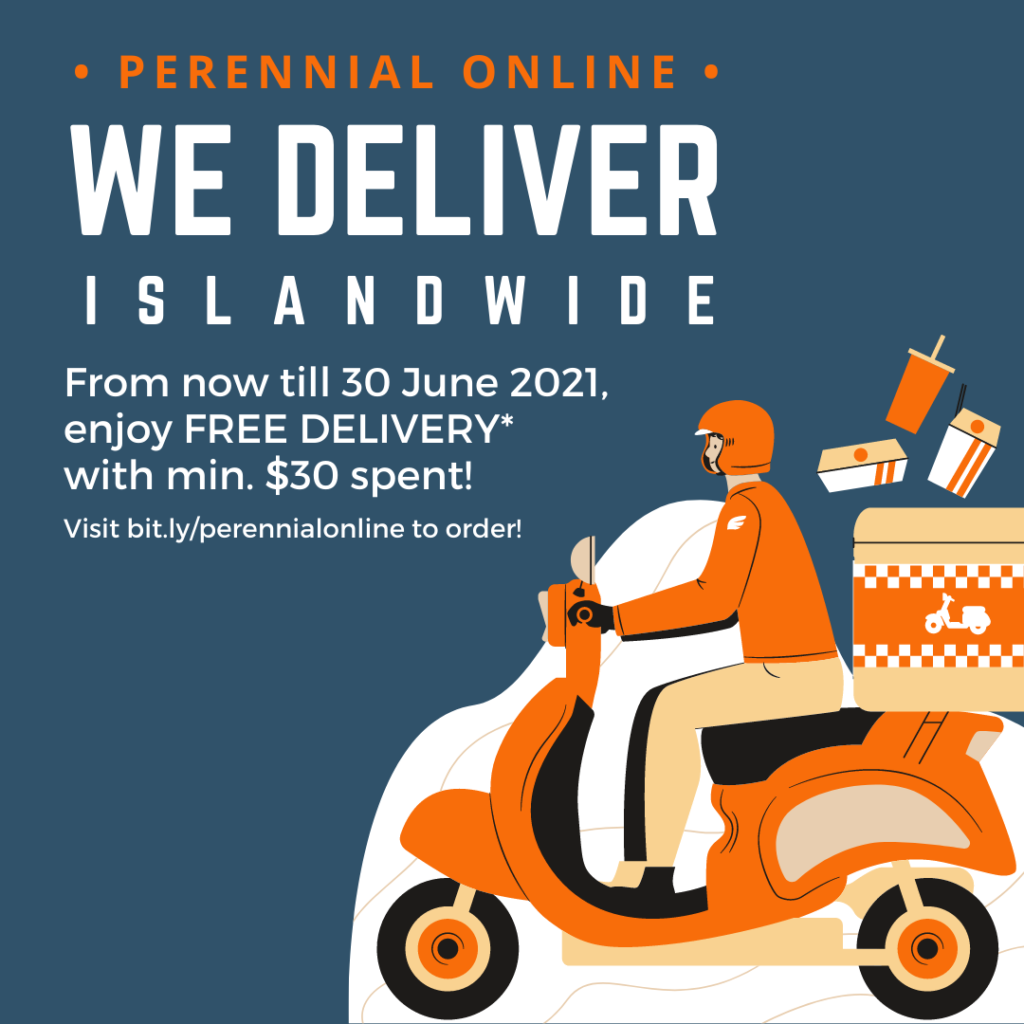 • PERENNIAL ONLINE •
WE DELIVER
ISLANDWIDE
From now till 30 June 2021,
enjoy FREE DELIVERY*
with min. $30 spent!
Visit bit.ly/perennialonline to order!